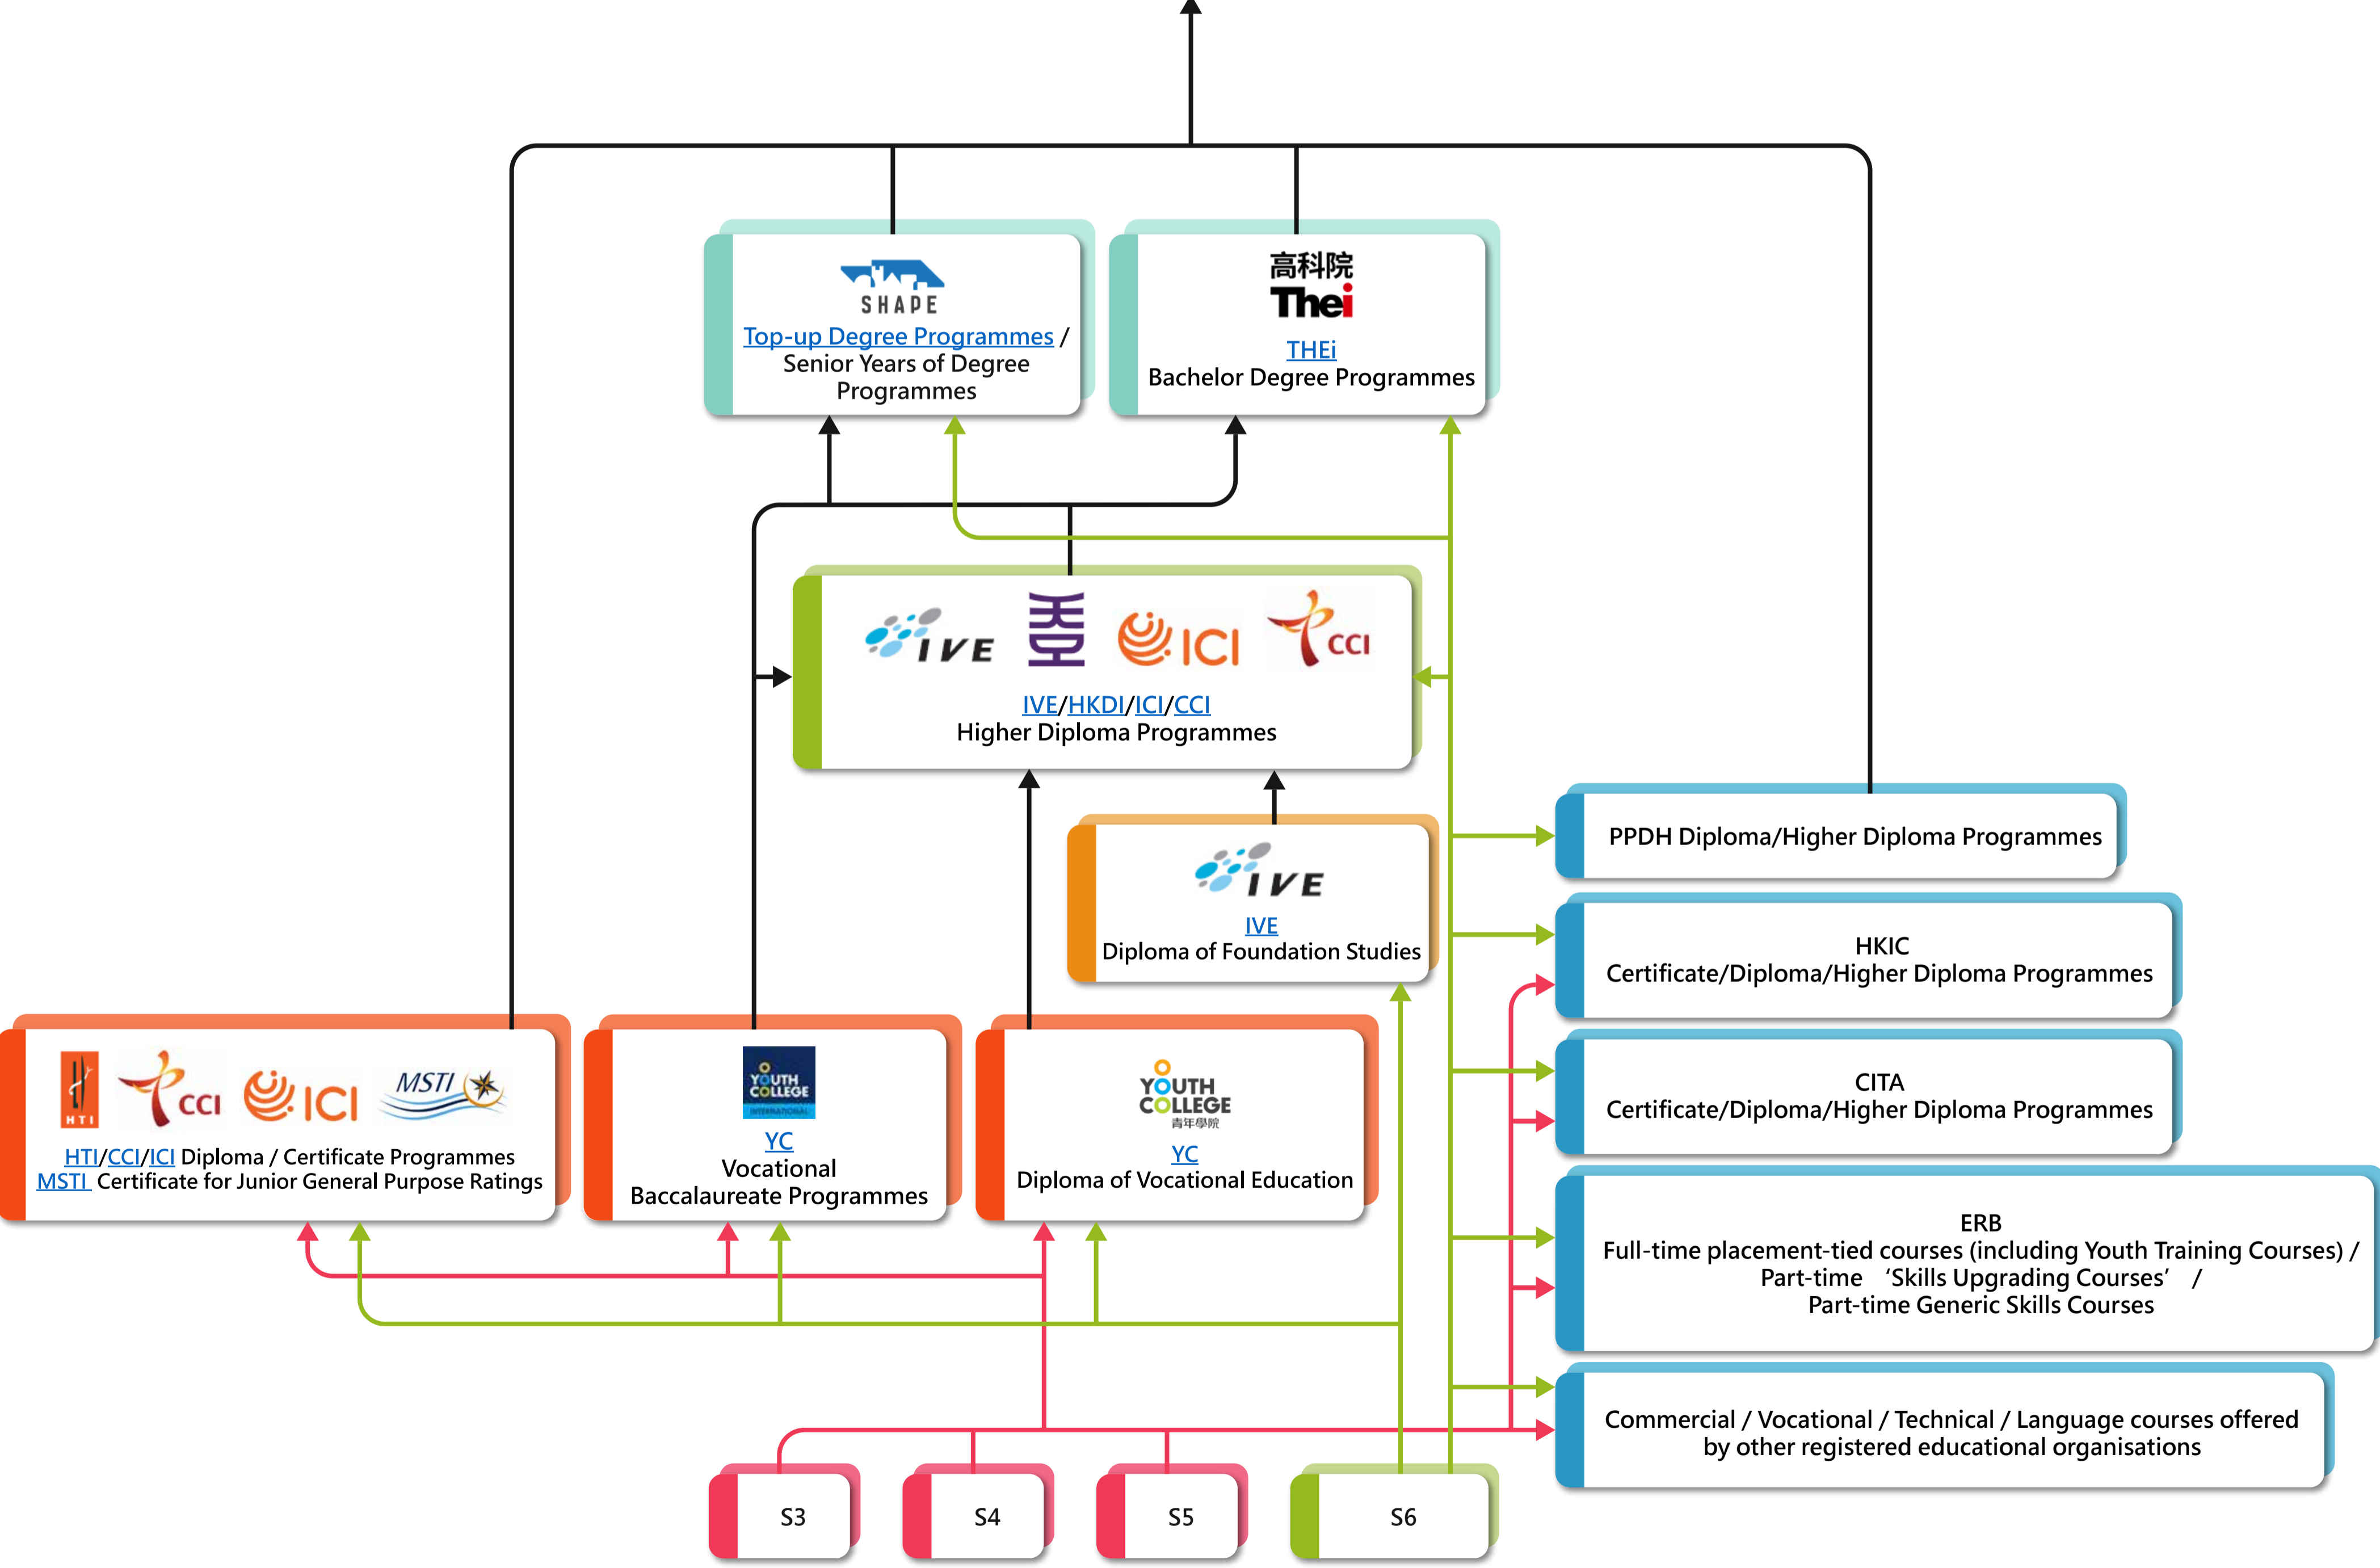 SHAPE
Top-up Degree Programmes /
Senior Years of Degree
Programmes
高科院
Thei
THEi
Bachelor Degree Programmes
IVE
HKDI
ICI
CCI
IVE/HKDI/ICI/CCI
Higher Diploma Programmes
IVE
IVE
Diploma of Foundation Studies
PPDH Diploma/Higher Diploma Programmes
HKIC
Certificate/Diploma/Higher Diploma Programmes
CITA
Certificate/Diploma/Higher Diploma Programmes
ERB
Full-time placement-tied courses (including Youth Training Courses) /
Part-time ‘Skills Upgrading Courses’ /
Part-time Generic Skills Courses
Commercial / Vocational / Technical / Language courses offered
by other registered educational organisations
HTI
CCI
ICI
MSTI
HTI/CCI/ICI Diploma / Certificate Programmes
MSTI Certificate for Junior General Purpose Ratings
YOUTH
COLLEGE
INTERNATIONAL
YC
Vocational
Baccalaureate Programmes
YOUTH
COLLEGE
青年學院
YC
Diploma of Vocational Education
S3
S4
S5
S6